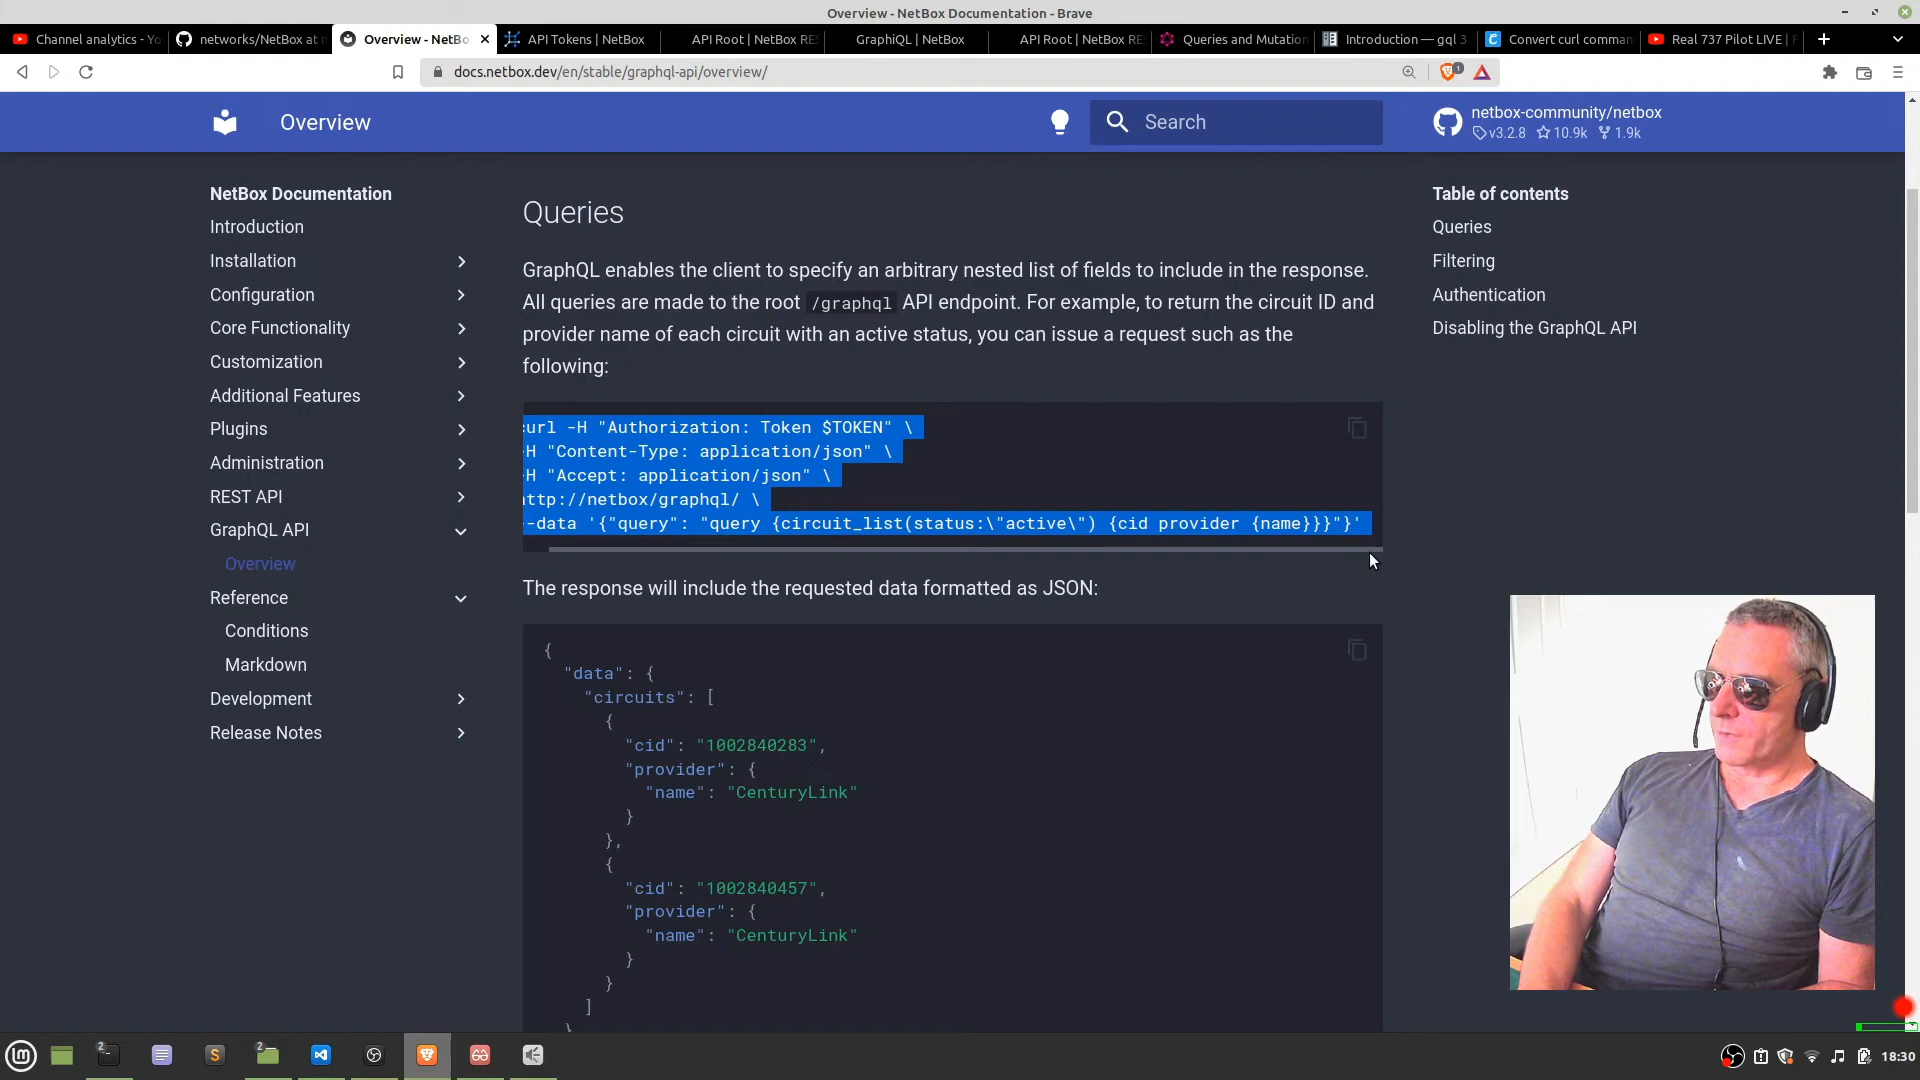 Overview - NetBox Documentation - Brave
Channel analytics - Yo
networks/NetBox at m
Overview - NetBo
API Tokens | NetBox
API Root | NetBox RES
GraphiQL | NetBox
API Root | NetBox RES
Queries and Mutation
Introduction — gql 3
Convert curl comman
Real 737 Pilot LIVE |
docs.netbox.dev/en/stable/graphql-api/overview/
1
Overview
Search
netbox-community/netbox
v3.2.8 10.9k 1.9k
NetBox Documentation
Introduction
Installation
Configuration
Core Functionality
Customization
Additional Features
Plugins
Administration
REST API
GraphQL API
Overview
Reference
Conditions
Markdown
Development
Release Notes
Queries
GraphQL enables the client to specify an arbitrary nested list of fields to include in the response.
All queries are made to the root /graphql API endpoint. For example, to return the circuit ID and
provider name of each circuit with an active status, you can issue a request such as the
following:
curl -H "Authorization: Token $TOKEN" \
-H "Content-Type: application/json" \
-H "Accept: application/json" \
http://netbox/graphql/ \
--data '{"query": "query {circuit_list(status:\"active\") {cid provider {name}}}"}'
The response will include the requested data formatted as JSON:
{
"data": {
"circuits": [
{
"cid": "1002840283",
"provider": {
"name": "CenturyLink"
}
},
{
"cid": "1002840457",
"provider": {
"name": "CenturyLink"
}
}
]
}
Table of contents
Queries
Filtering
Authentication
Disabling the GraphQL API
2
2
18:30